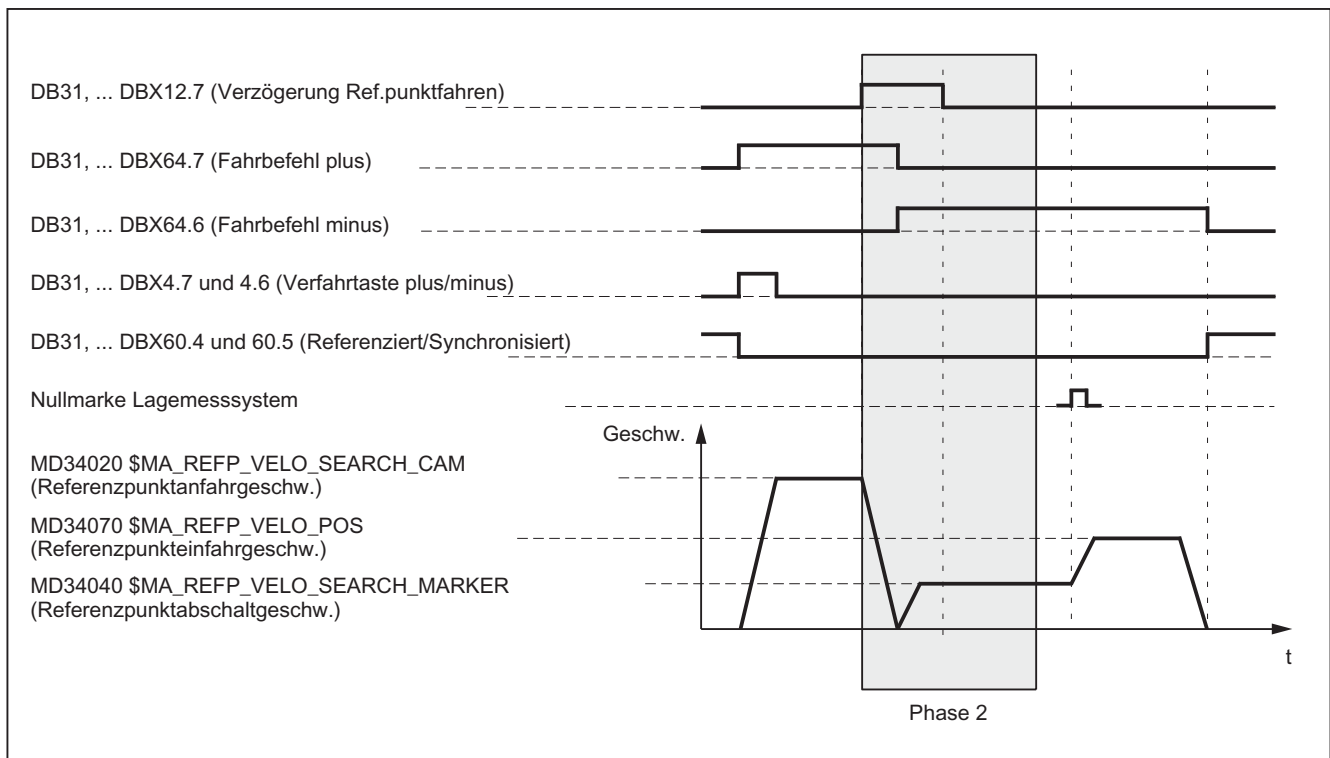 DB31, ... DBX12.7 (Verzögerung Ref.punktfahren)
DB31, ... DBX64.7 (Fahrbefehl plus)
DB31, ... DBX64.6 (Fahrbefehl minus)
DB31, ... DBX4.7 und 4.6 (Verfahrtaste plus/minus)
DB31, ... DBX60.4 und 60.5 (Referenziert/Synchronisiert)
Nullmarke Lagemesssystem
Geschw.
MD34020 $MA_REFP_VELO_SEARCH_CAM
(Referenzpunktanfahrgeschw.)
MD34070 $MA_REFP_VELO_POS
(Referenzpunkteinfahrgeschw.)
MD34040 $MA_REFP_VELO_SEARCH_MARKER
(Referenzpunktabschaltgeschw.)
t
Phase 2